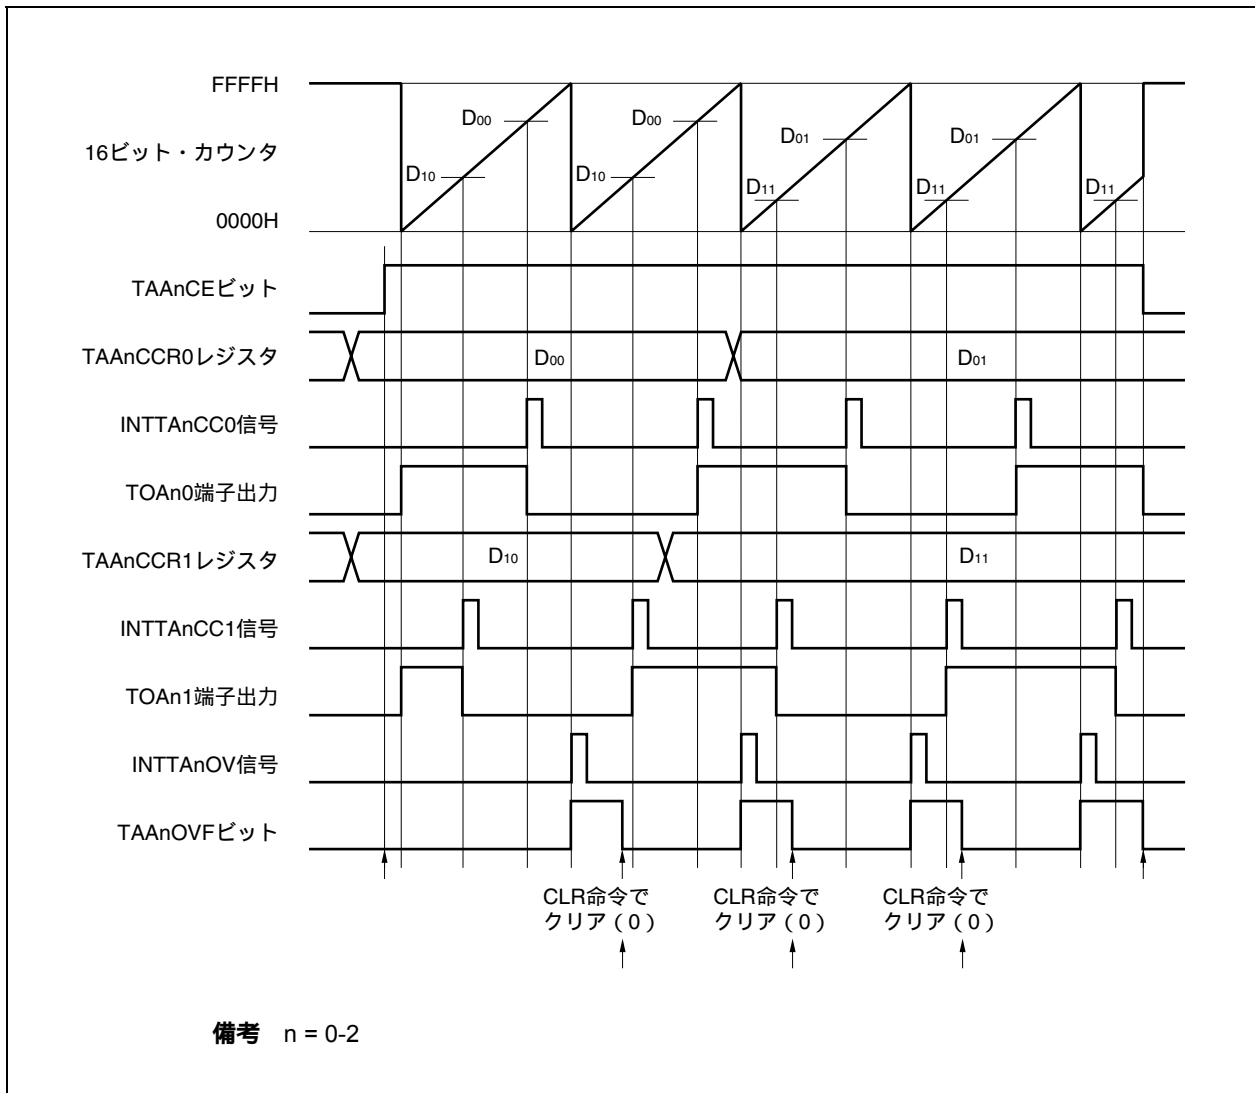 FFFFH
D00 D00
D01 D01
16ビット・カウンタ
D10 D10
D11 D11 D11
0000H
TAAnCEビット
TAAnCCR0レジスタ D00 D01
INTTAnCC0信号
TOAn0端子出力
TAAnCCR1レジスタ D10 D11
INTTAnCC1信号
TOAn1端子出力
INTTAnOV信号
TAAnOVFビット
CLR命令で
クリア(0)
CLR命令で
クリア(0)
CLR命令で
クリア(0)
備考 n = 0-2